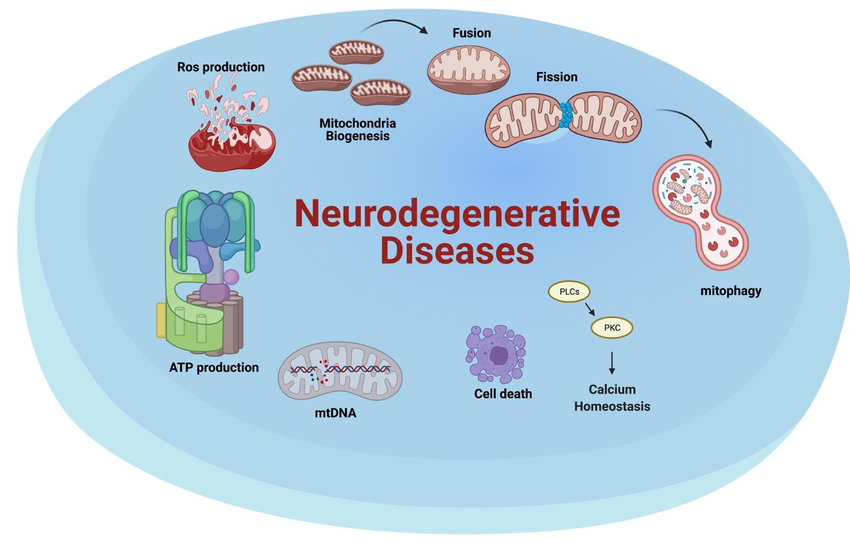 Ros production
Mitochondria
Biogenesis
Fusion
Fission
Neurodegenerative
Diseases
mitophagy
ATP production
mtDNA
Cell death
PLCs
PKC
Calcium
Homeostasis